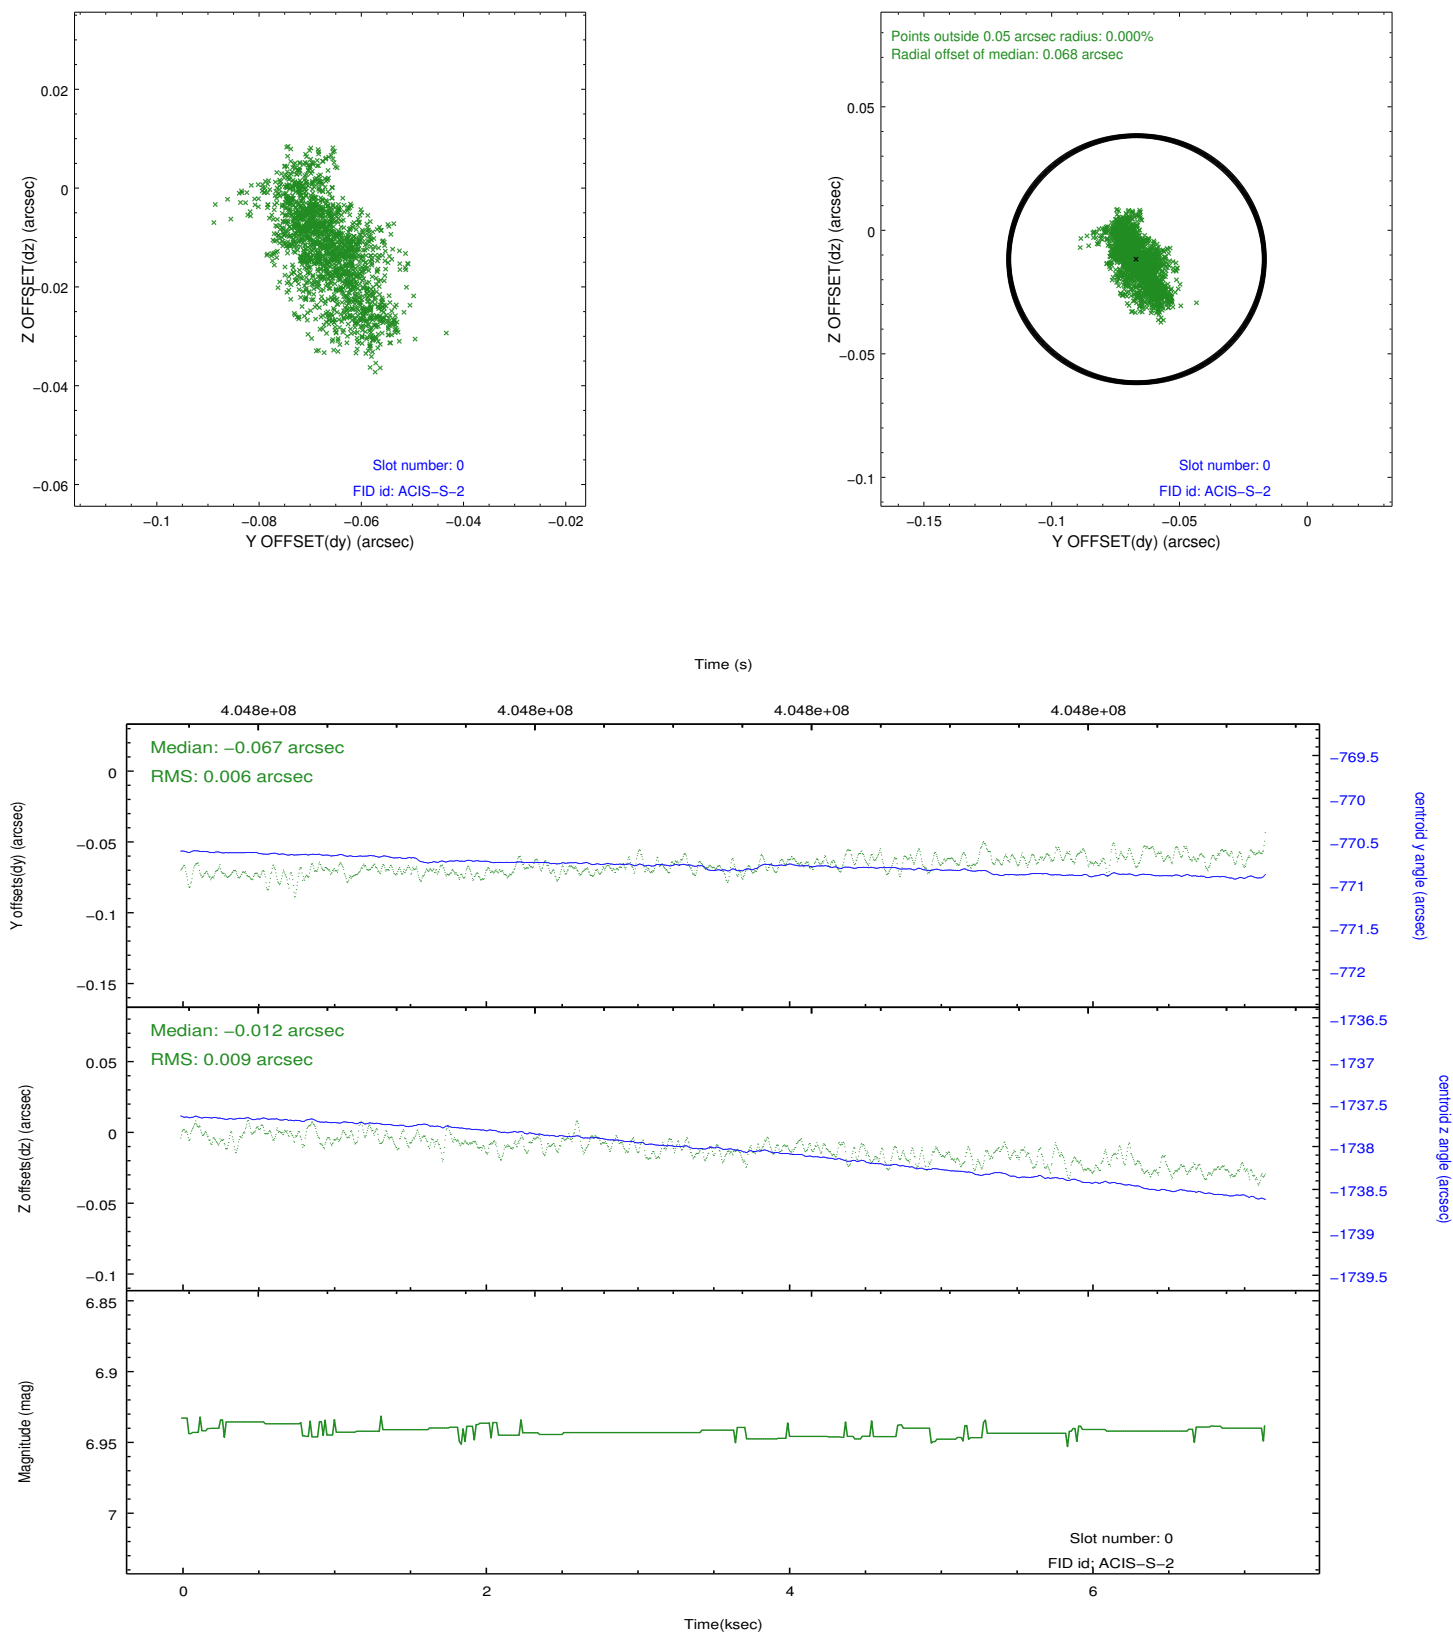 0.02
0
−0.02
−0.04
−0.06
Z OFFSET(dz) (arcsec)
−0.1
−0.08
−0.06
−0.04
−0.02
Y OFFSET(dy) (arcsec)
Slot number: 0
FID id: ACIS−S−2
Points outside 0.05 arcsec radius: 0.000%
Radial offset of median: 0.068 arcsec
0.05
0
−0.05
−0.1
Z OFFSET(dz) (arcsec)
−0.15
−0.1
−0.05
0
Y OFFSET(dy) (arcsec)
Slot number: 0
FID id: ACIS−S−2
Time (s)
4.048e+08
4.048e+08
4.048e+08
4.048e+08
Median: −0.067 arcsec
RMS: 0.006 arcsec
0
−0.05
−0.1
−0.15
Y offsets(dy) (arcsec)
−769.5
−770
−770.5
−771
−771.5
−772
centroid y angle (arcsec)
Median: −0.012 arcsec
RMS: 0.009 arcsec
0.05
0
−0.05
−0.1
Z offsets(dz) (arcsec)
−1736.5
−1737
−1737.5
−1738
−1738.5
−1739
−1739.5
centroid z angle (arcsec)
6.85
6.9
6.95
7
Magnitude (mag)
Slot number: 0
FID id: ACIS−S−2
0
2
4
6
Time(ksec)